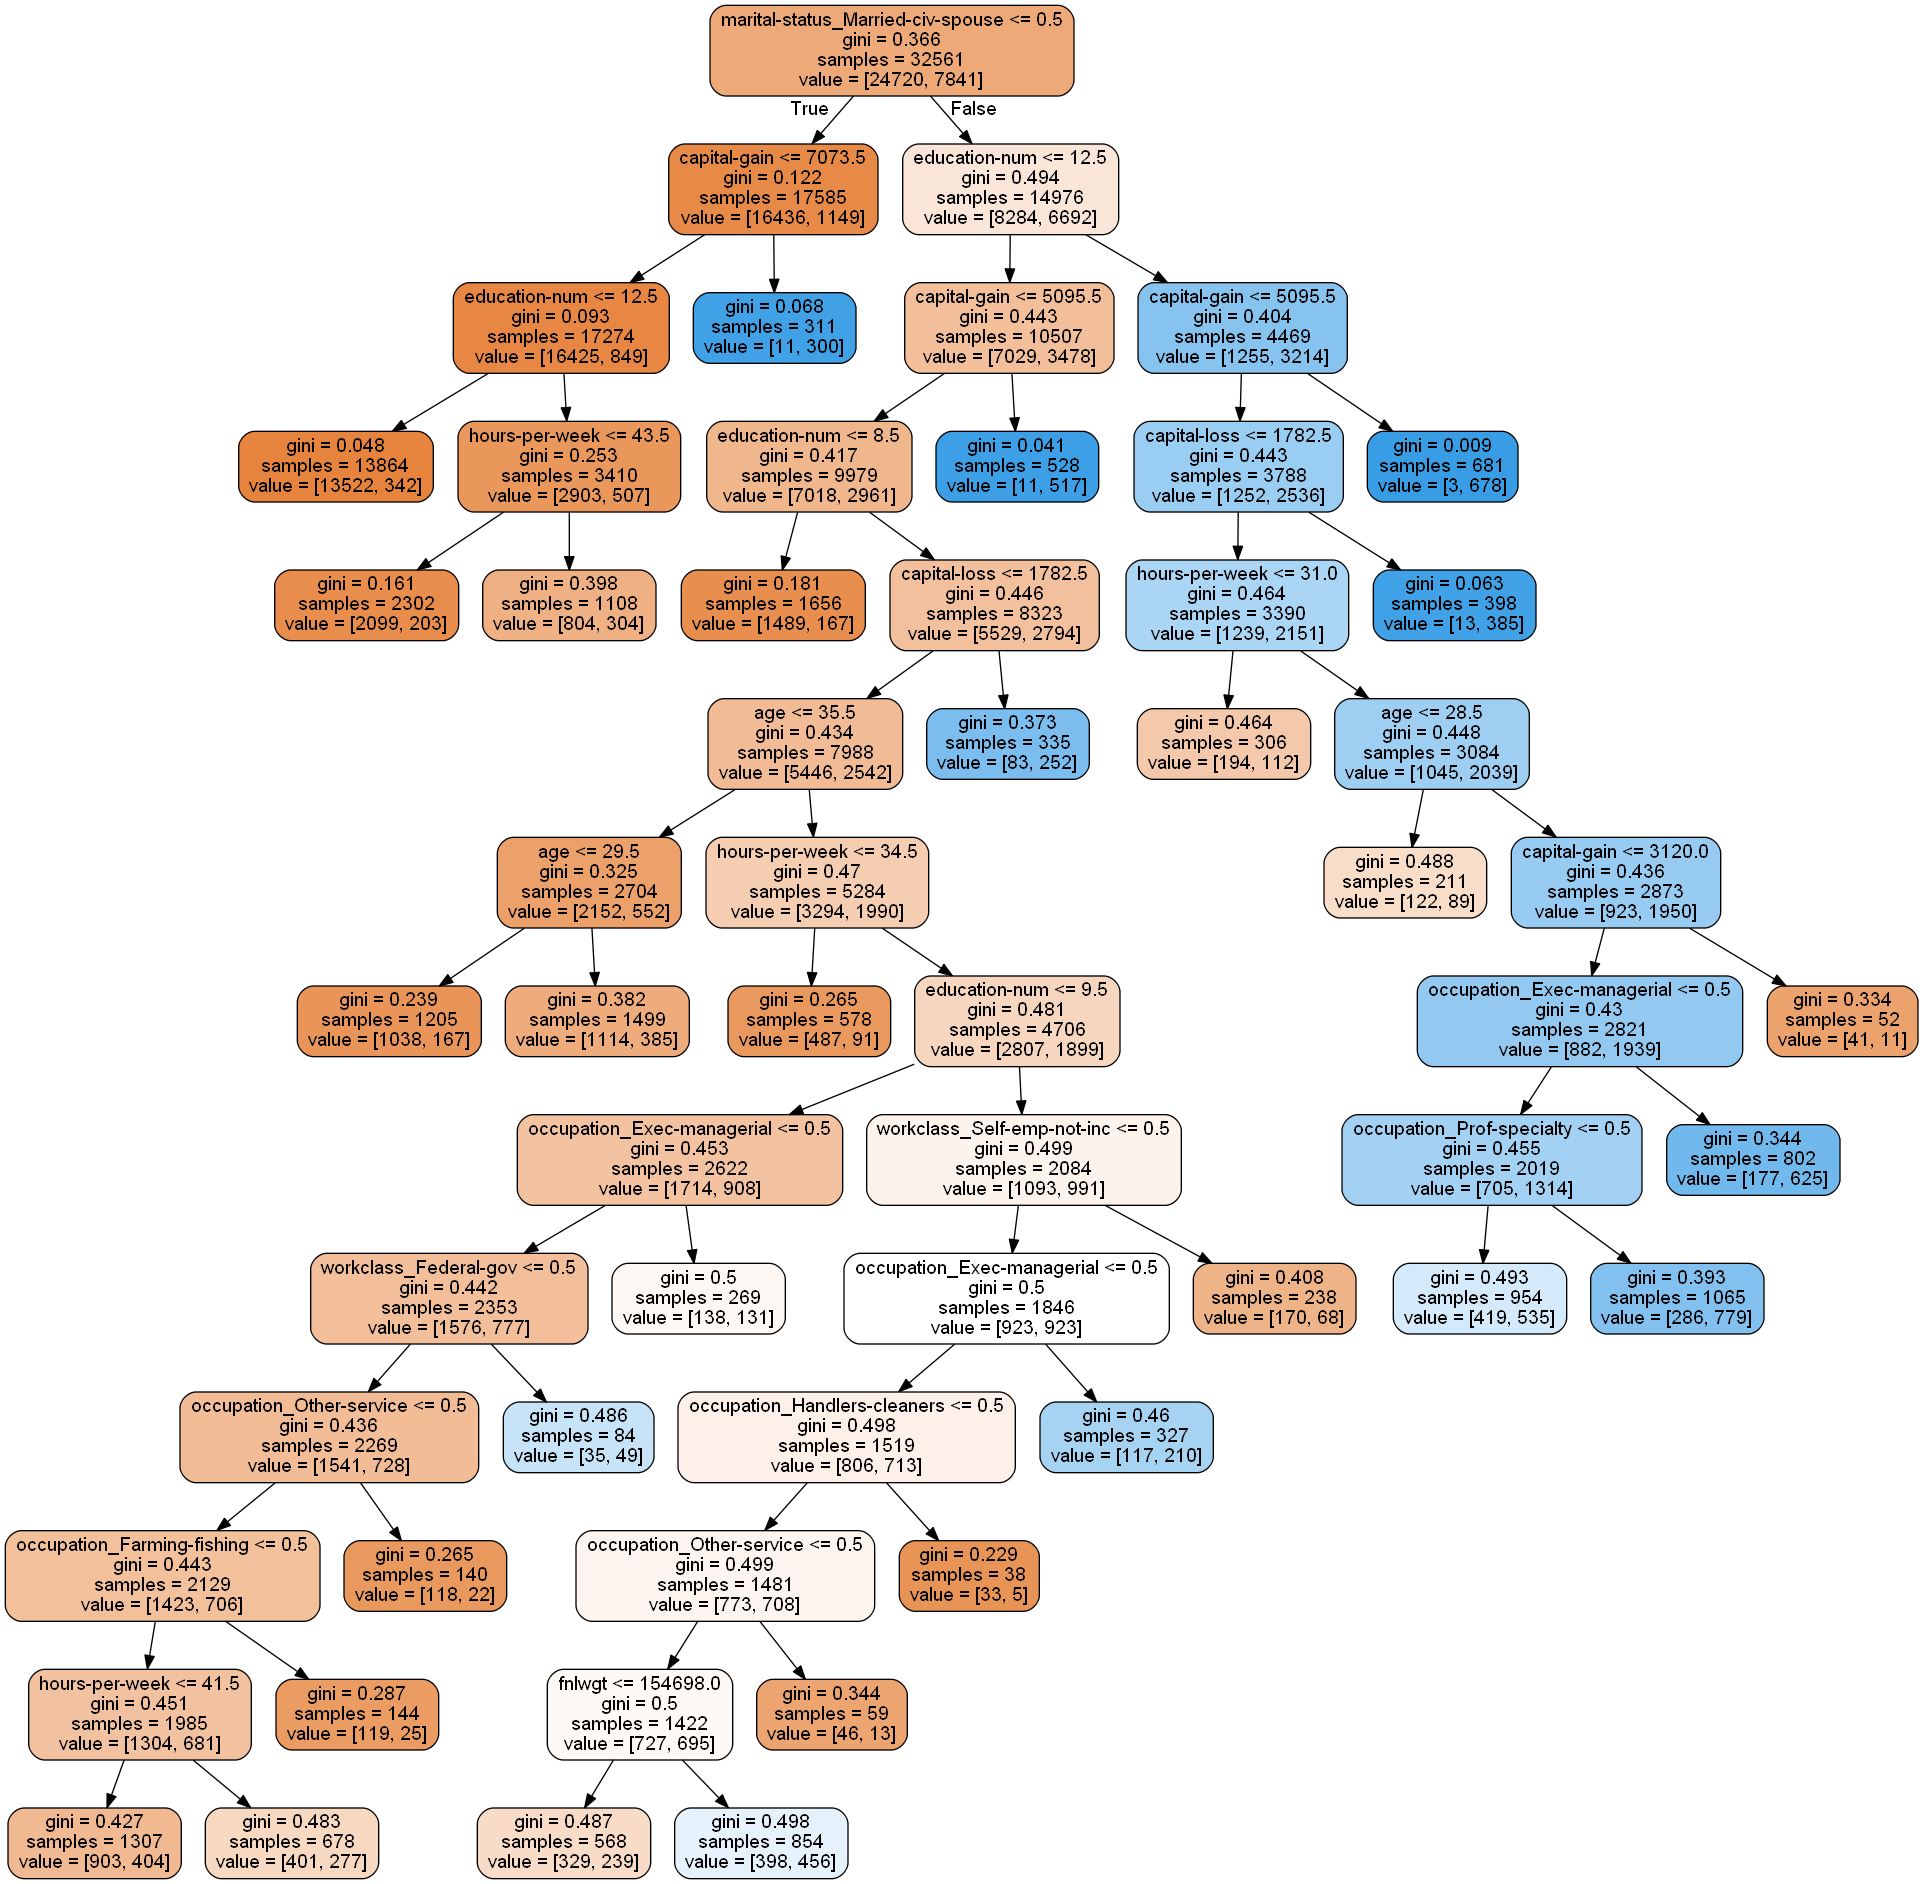 marital-status_Married-civ-spouse <= 0.5
gini = 0.366
samples = 32561
value = [24720, 7841]
True
False
capital-gain <= 7073.5
gini = 0.122
samples = 17585
value = [16436, 1149]
education-num <= 12.5
gini = 0.494
samples = 14976
value = [8284, 6692]
education-num <= 12.5
gini = 0.093
samples = 17274
value = [16425, 849]
gini = 0.068
samples = 311
value = [11, 300]
capital-gain <= 5095.5
gini = 0.443
samples = 10507
value = [7029, 3478]
capital-gain <= 5095.5
gini = 0.404
samples = 4469
value = [1255, 3214]
gini = 0.048
samples = 13864
value = [13522, 342]
hours-per-week <= 43.5
gini = 0.253
samples = 3410
value = [2903, 507]
education-num <= 8.5
gini = 0.417
samples = 9979
value = [7018, 2961]
gini = 0.041
samples = 528
value = [11, 517]
capital-loss <= 1782.5
gini = 0.443
samples = 3788
value = [1252, 2536]
gini = 0.009
samples = 681
value = [3, 678]
gini = 0.161
samples = 2302
value = [2099, 203]
gini = 0.398
samples = 1108
value = [804, 304]
gini = 0.181
samples = 1656
value = [1489, 167]
capital-loss <= 1782.5
gini = 0.446
samples = 8323
value = [5529, 2794]
hours-per-week <= 31.0
gini = 0.464
samples = 3390
value = [1239, 2151]
gini = 0.063
samples = 398
value = [13, 385]
age <= 35.5
gini = 0.434
samples = 7988
value = [5446, 2542]
gini = 0.373
samples = 335
value = [83, 252]
gini = 0.464
samples = 306
value = [194, 112]
age <= 28.5
gini = 0.448
samples = 3084
value = [1045, 2039]
age <= 29.5
gini = 0.325
samples = 2704
value = [2152, 552]
hours-per-week <= 34.5
gini = 0.47
samples = 5284
value = [3294, 1990]
gini = 0.488
samples = 211
value = [122, 89]
capital-gain <= 3120.0
gini = 0.436
samples = 2873
value = [923, 1950]
gini = 0.239
samples = 1205
value = [1038, 167]
gini = 0.382
samples = 1499
value = [1114, 385]
gini = 0.265
samples = 578
value = [487, 91]
education-num <= 9.5
gini = 0.481
samples = 4706
value = [2807, 1899]
occupation_Exec-managerial <= 0.5
gini = 0.43
samples = 2821
value = [882, 1939]
gini = 0.334
samples = 52
value = [41, 11]
occupation_Exec-managerial <= 0.5
gini = 0.453
samples = 2622
value = [1714, 908]
workclass_Self-emp-not-inc <= 0.5
gini = 0.499
samples = 2084
value = [1093, 991]
occupation_Prof-specialty <= 0.5
gini = 0.455
samples = 2019
value = [705, 1314]
gini = 0.344
samples = 802
value = [177, 625]
workclass_Federal-gov <= 0.5
gini = 0.442
samples = 2353
value = [1576, 777]
gini = 0.5
samples = 269
value = [138, 131]
occupation_Exec-managerial <= 0.5
gini = 0.5
samples = 1846
value = [923, 923]
gini = 0.408
samples = 238
value = [170, 68]
gini = 0.493
samples = 954
value = [419, 535]
gini = 0.393
samples = 1065
value = [286, 779]
occupation_Other-service <= 0.5
gini = 0.436
samples = 2269
value = [1541, 728]
gini = 0.486
samples = 84
value = [35, 49]
occupation_Handlers-cleaners <= 0.5
gini = 0.498
samples = 1519
value = [806, 713]
gini = 0.46
samples = 327
value = [117, 210]
occupation_Farming-fishing <= 0.5
gini = 0.443
samples = 2129
value = [1423, 706]
gini = 0.265
samples = 140
value = [118, 22]
occupation_Other-service <= 0.5
gini = 0.499
samples = 1481
value = [773, 708]
gini = 0.229
samples = 38
value = [33, 5]
hours-per-week <= 41.5
gini = 0.451
samples = 1985
value = [1304, 681]
gini = 0.287
samples = 144
value = [119, 25]
fnlwgt <= 154698.0
gini = 0.5
samples = 1422
value = [727, 695]
gini = 0.344
samples = 59
value = [46, 13]
gini = 0.427
samples = 1307
value = [903, 404]
gini = 0.483
samples = 678
value = [401, 277]
gini = 0.487
samples = 568
value = [329, 239]
gini = 0.498
samples = 854
value = [398, 456]